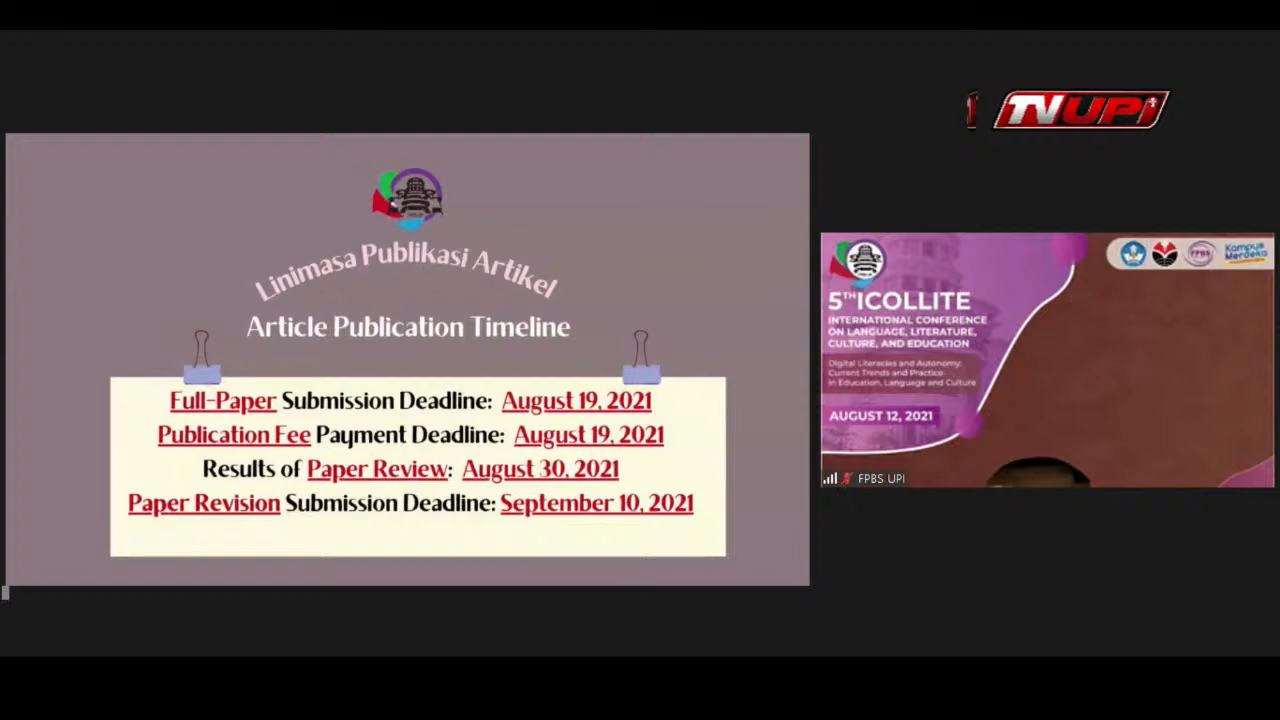 TVUPI
Linimasa Publikasi Artikel
Article Publication Timeline
Full-Paper Submission Deadline: August 19, 2021
Publication Fee Payment Deadline: August 19, 2021
Results of Paper Review: August 30, 2021
Paper Revision Submission Deadline: September 10, 2021
5THICOLLITE
INTERNATIONAL CONFERENCE
ON LANGUAGE, LITERATURE,
CULTURE, AND EDUCATION
Digital Literacies and Autonomy:
Current Trends and Practice
in Education, Language and Culture
AUGUST 12, 2021
FPBS
Kampus
Merdeka
FPBS UPI